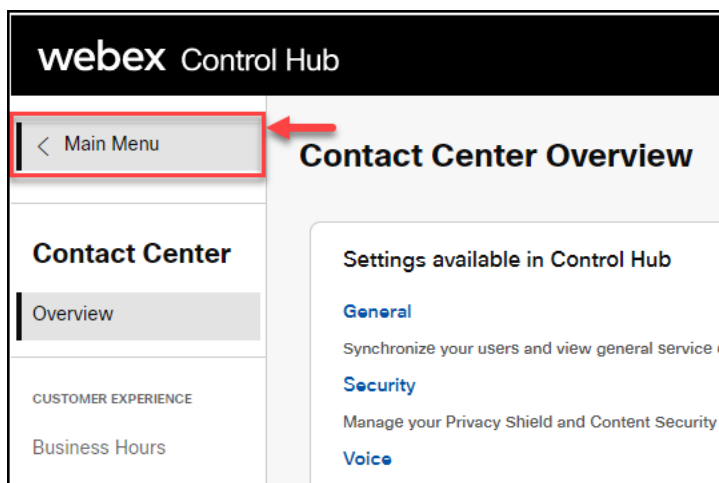 webex Control Hub
< Main Menu
Contact Center Overview
Contact Center
Settings available in Control Hub
Overview
General
Synchronize your users and view general service
Security
CUSTOMER EXPERIENCE
Manage your Privacy Shield and Content Security
Business Hours
Voice